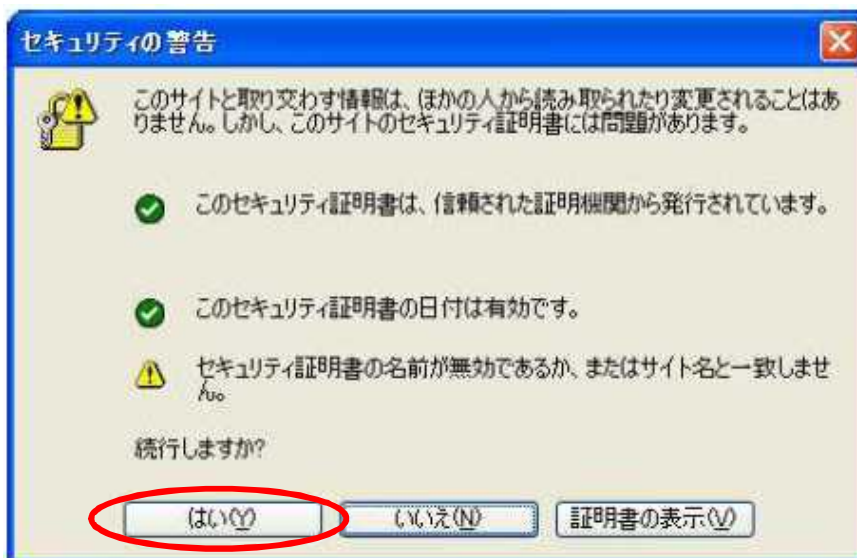 セキュリティの警告
このサイトと取り交わす情報は、ほかの人から読み取られたり変更されることはあ
りません。しかし、このサイトのセキュリティ証明書には問題があります。
このセキュリティ証明書は、信頼された証明機関から発行されています。
このセキュリティ証明書の日付は有効です。
セキュリティ証明書の名前が無効であるか、またはサイト名と一致しませ
ん。
続行しますか?
はい(Y) いいえ(N) 証明書の表示(V)